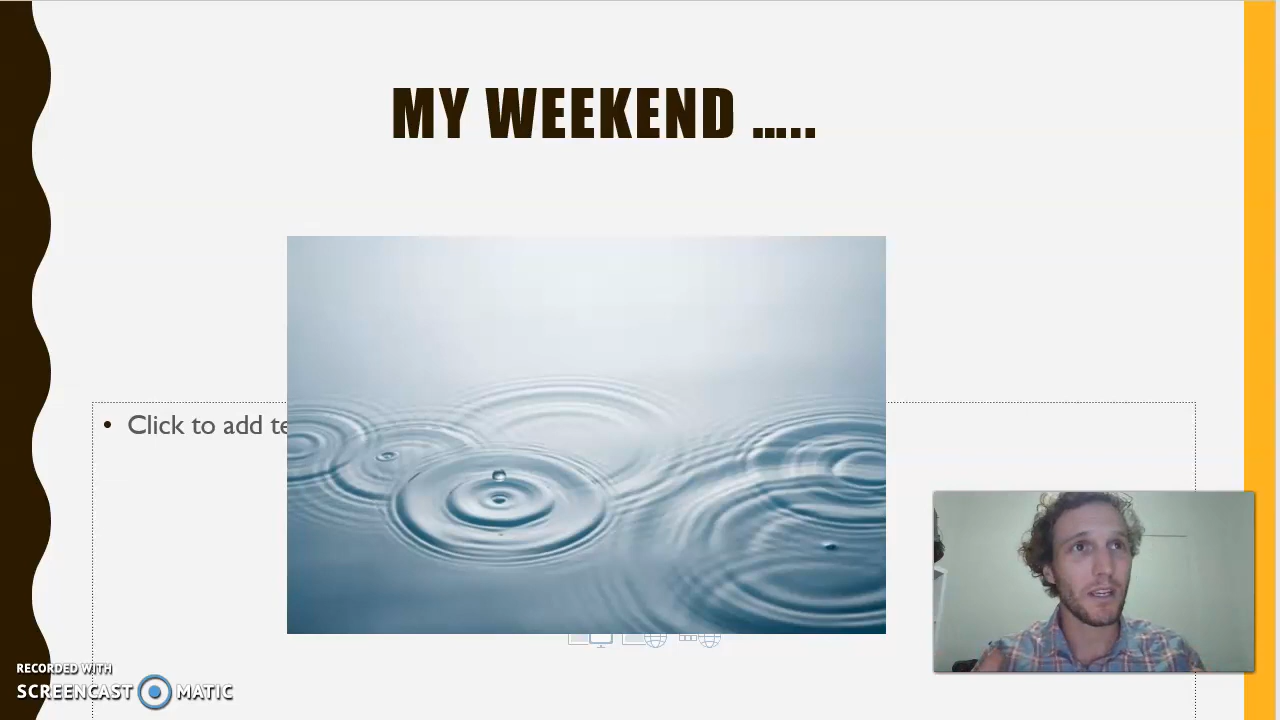 MY WEEKEND .....
• Click to add te
RECORDED WITH
SCREENCAST MATIC